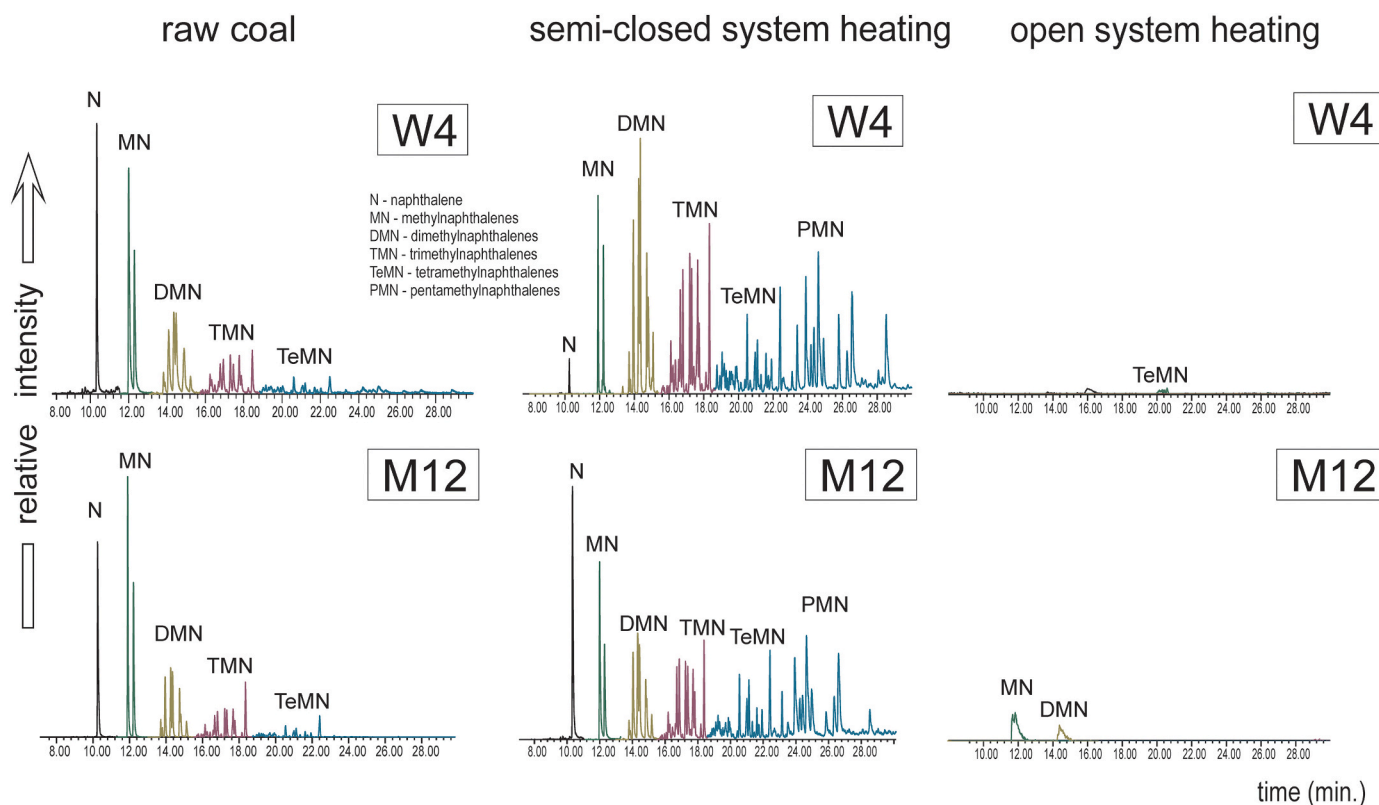 raw coal
semi-closed system heating
open system heating
N
MN
DMN
TMN
TeMN
W4
N - naphthalene
MN - methylnaphthalenes
DMN - dimethylnaphthalenes
TMN - trimethylnaphthalenes
TeMN - tetramethylnaphthalenes
PMN - pentamethylnaphthalenes
8.00 10.00 12.00 14.00 16.00 18.00 20.00 22.00 24.00 26.00 28.00
N
MN
DMN
TMN
TeMN
PMN
W4
8.00 10.00 12.00 14.00 16.00 18.00 20.00 22.00 24.00 26.00 28.00
W4
TeMN
10.00 12.00 14.00 16.00 18.00 20.00 22.00 24.00 26.00 28.00
relative intensity
N
MN
DMN
TMN
TeMN
M12
8.00 10.00 12.00 14.00 16.00 18.00 20.00 22.00 24.00 26.00 28.00
N
MN
DMN
TMN
TeMN
PMN
M12
8.00 10.00 12.00 14.00 16.00 18.00 20.00 22.00 24.00 26.00 28.00
M12
MN
DMN
10.00 12.00 14.00 16.00 18.00 20.00 22.00 24.00 26.00 28.00
time (min.)